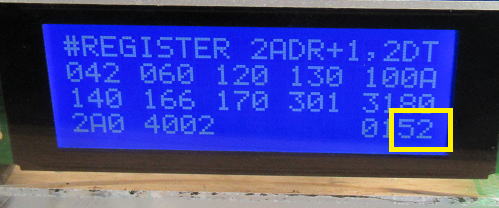 #REGISTER 2ADR+1,2DT
042 060 120 130 100A
140 166 170 301 3180
2A0 4002 0152